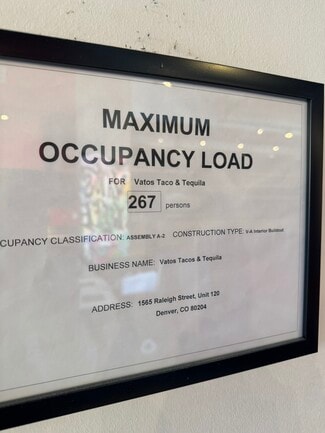 MAXIMUM
OCCUPANCY LOAD
FOR Vatos Taco & Tequila
267 persons
CUPANCY CLASSIFICATION: ASSEMBLY A-2 CONSTRUCTION TYPE: V-A Interior Buildout
BUSINESS NAME: Vatos Tacos & Tequila
ADDRESS: 1565 Raleigh Street, Unit 120
Denver, CO 80204